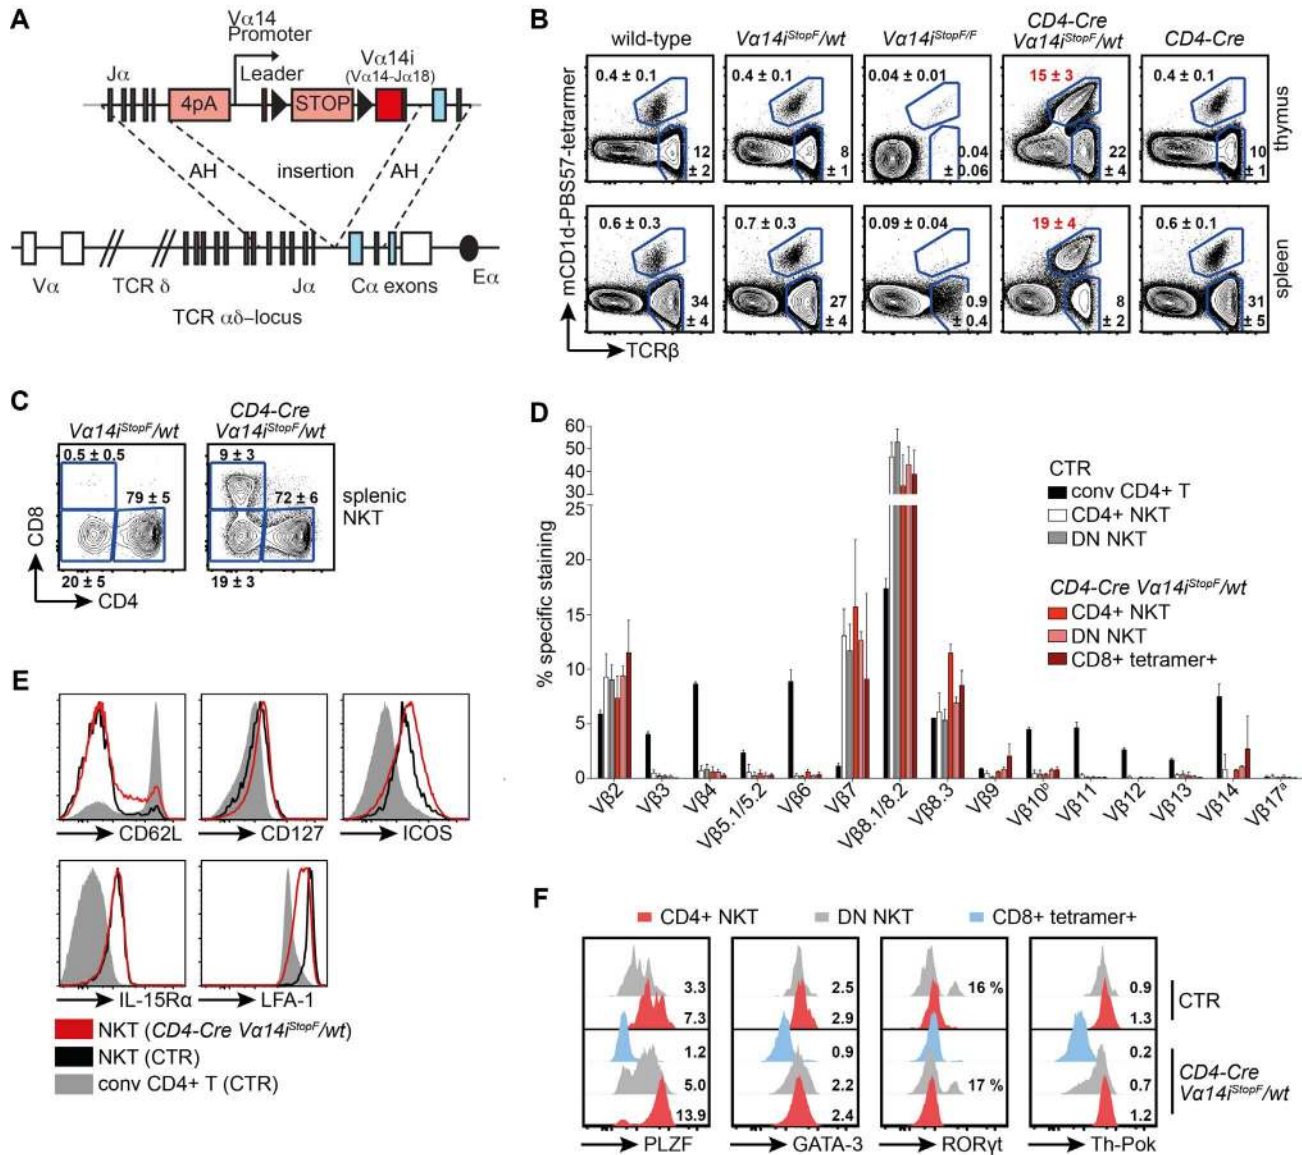 A
Vα14
Promoter
Vα14i
(Vα14-Jα18)
Jα
Leader
4pA
STOP
AH
insertion
AH
Vα
TCR δ
Jα
Cα exons
Eα
TCR αδ–locus
B
wild-type
Vα14iStopF/wt
Vα14iStopF/F
CD4-Cre
Vα14iStopF/wt
CD4-Cre
0.4 ± 0.1
0.4 ± 0.1
0.04 ± 0.01
15 ± 3
0.4 ± 0.1
12
± 2
8
± 1
0.04
± 0.06
22
± 4
10
± 1
thymus
0.6 ± 0.3
0.7 ± 0.3
0.09 ± 0.04
19 ± 4
0.6 ± 0.1
34
± 4
27
± 4
0.9
± 0.4
8
± 2
31
± 5
spleen
mCD1d-PBS57-tetrarmer
TCRβ
C
Vα14iStopF/wt
CD4-Cre
Vα14iStopF/wt
0.5 ± 0.5
79 ± 5
20 ± 5
9 ± 3
72 ± 6
19 ± 3
splenic
NKT
CD8
CD4
D
60
50
40
30
25
20
15
10
5
0
% specific staining
Vβ2
Vβ3
Vβ4
Vβ5.1/5.2
Vβ6
Vβ7
Vβ8.1/8.2
Vβ8.3
Vβ9
Vβ10b
Vβ11
Vβ12
Vβ13
Vβ14
Vβ17a
CTR
conv CD4+ T
CD4+ NKT
DN NKT
CD4-Cre Vα14iStopF/wt
CD4+ NKT
DN NKT
CD8+ tetramer+
E
CD62L
CD127
ICOS
IL-15Rα
LFA-1
NKT (CD4-Cre Vα14iStopF/wt)
NKT (CTR)
conv CD4+ T (CTR)
F
CD4+ NKT
DN NKT
CD8+ tetramer+
3.3
2.5
16 %
0.9
7.3
2.9
1.3
CTR
1.2
0.9
0.2
5.0
2.2
17 %
0.7
13.9
2.4
1.2
CD4-Cre
Vα14iStopF/wt
PLZF
GATA-3
RORγt
Th-Pok